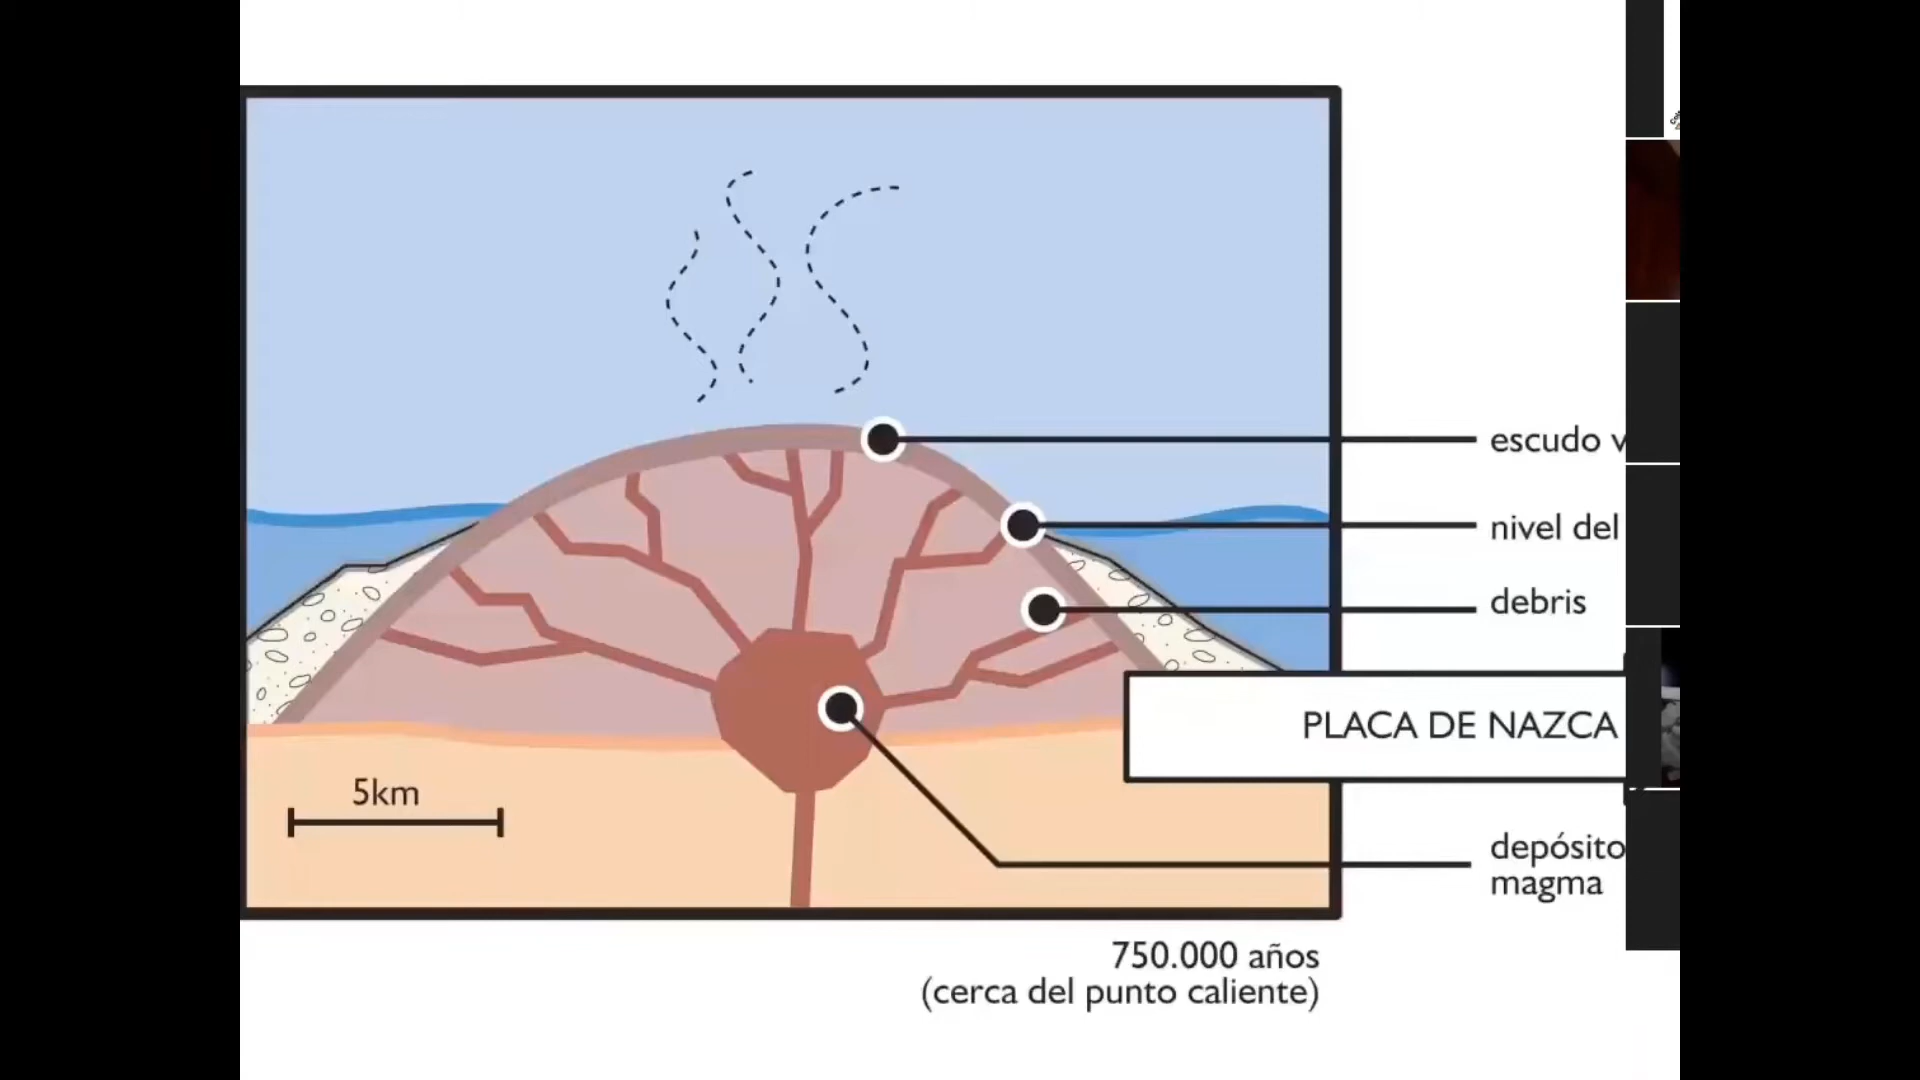 escudo
nivel del
debris
PLACA DE NAZCA
5km
depósito
magma
750.000 años
(cerca del punto caliente)